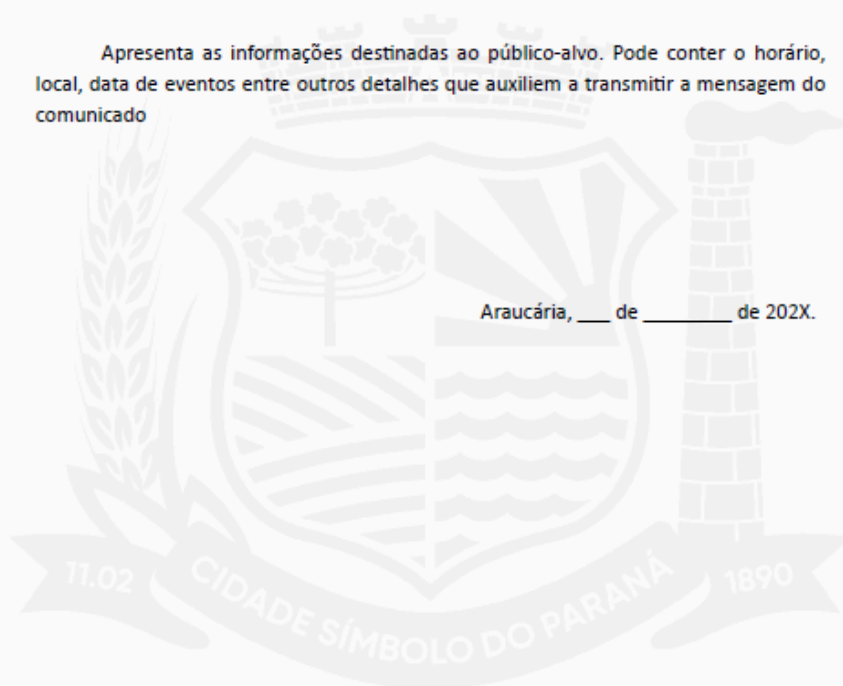 Apresenta as informações destinadas ao público-alvo. Pode conter o horário,
local, data de eventos entre outros detalhes que auxiliem a transmitir a mensagem do
comunicado
Araucária, ___ de ________ de 202X.
11.02
CIDADE SÍMBOLO DO PARANÁ
1890